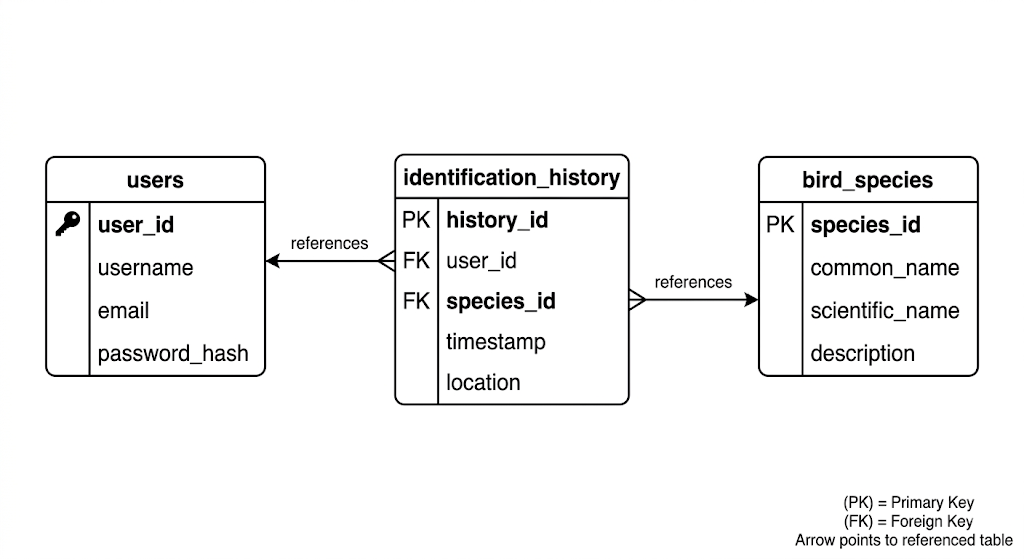 users
user_id
username
email
password_hash
references
identification_history
PK history_id
FK user_id
FK species_id
timestamp
location
references
bird_species
PK species_id
common_name
scientific_name
description
(PK) = Primary Key
(FK) = Foreign Key
Arrow points to referenced table